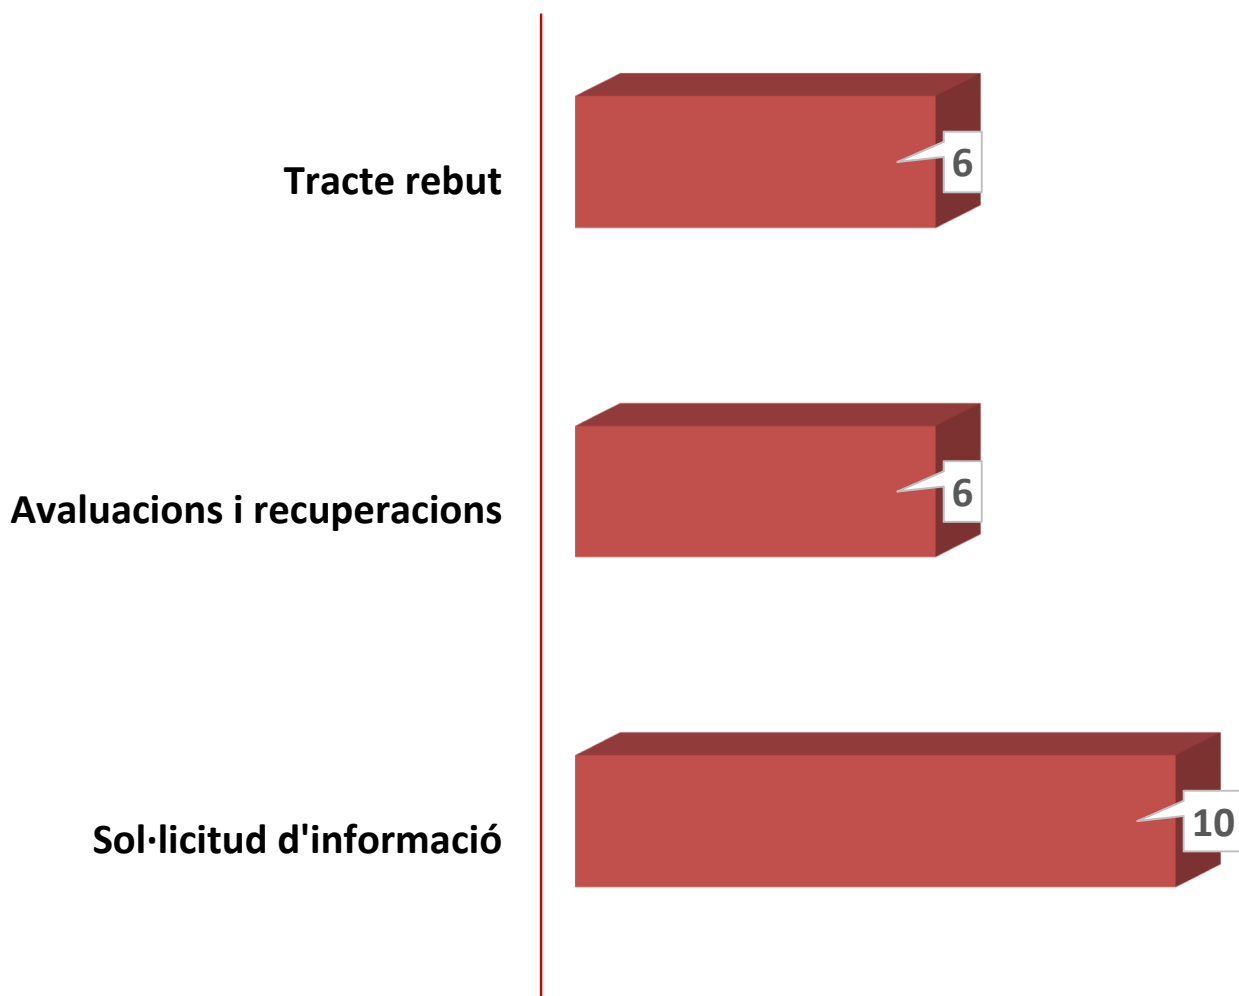 Tracte rebut
6
Avaluacions i recuperacions
6
Sol·licitud d'informació
10